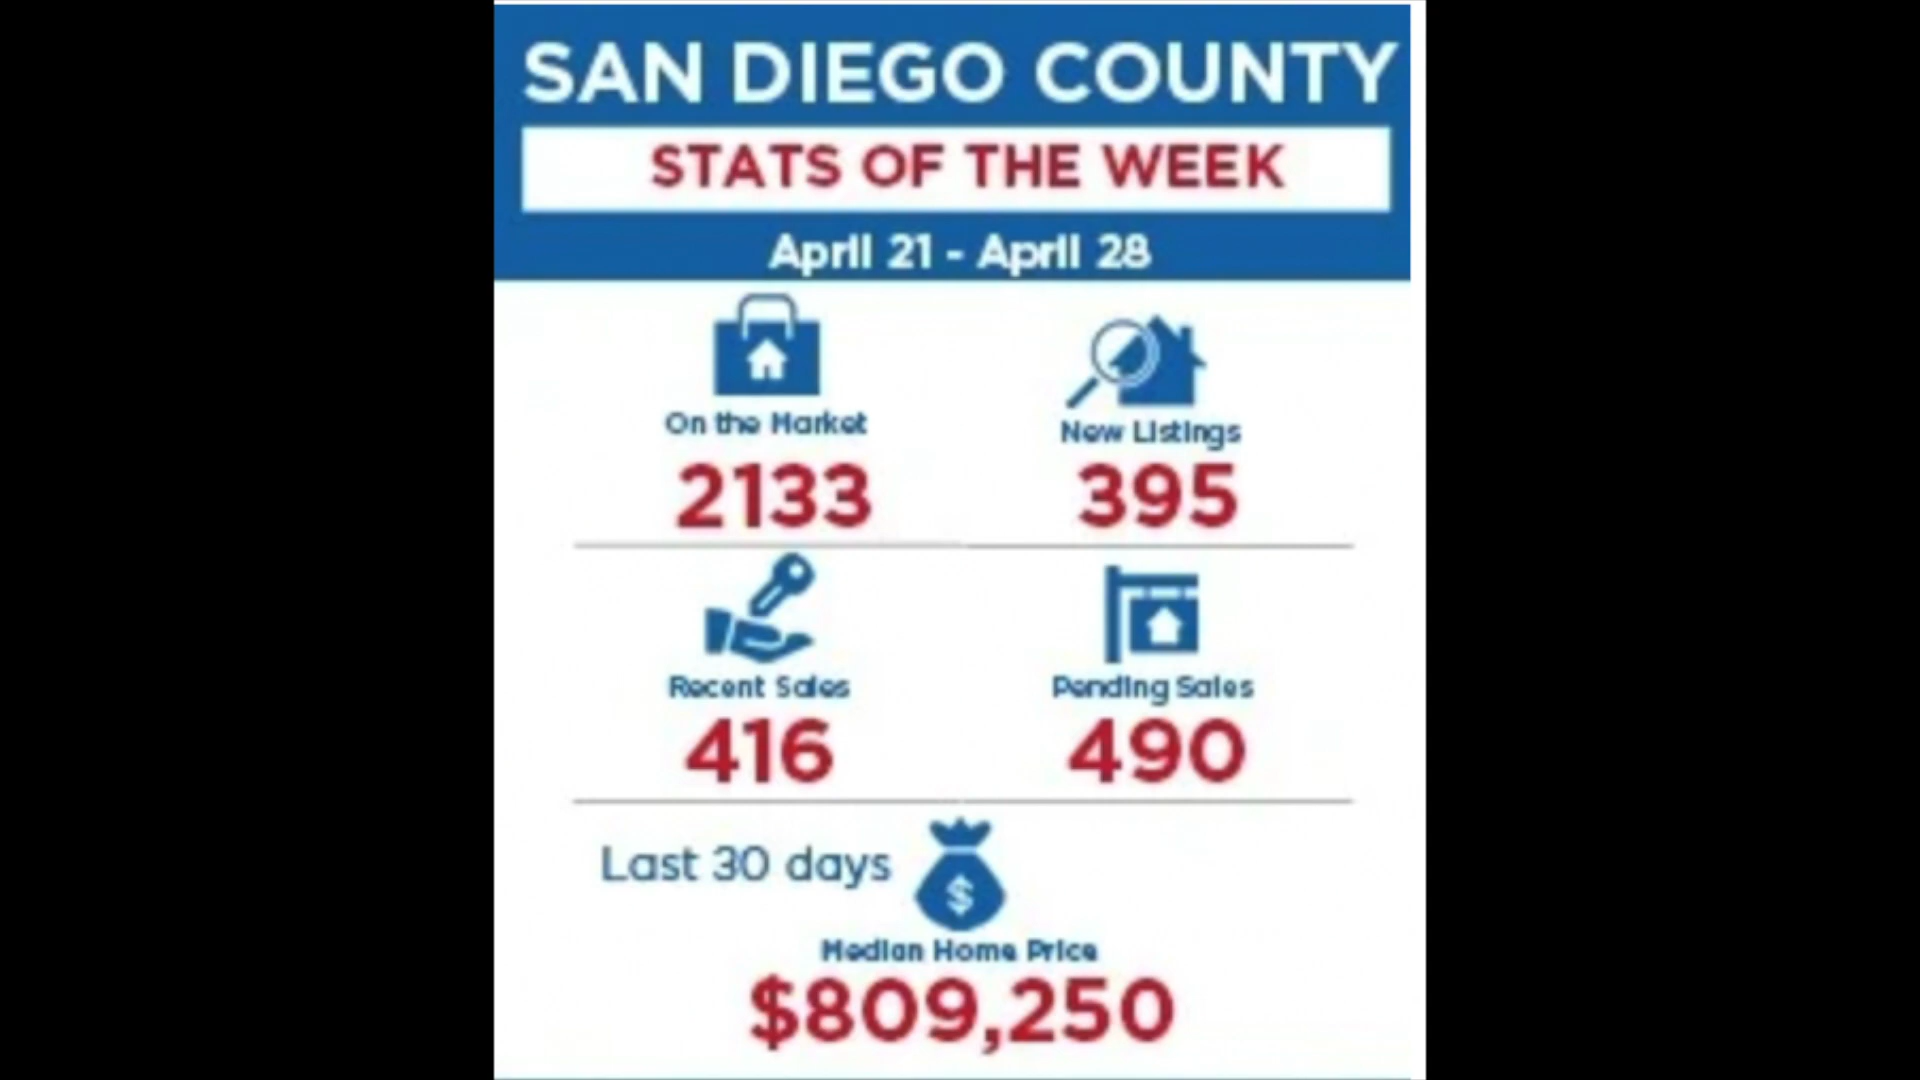 SAN DIEGO COUNTY
STATS OF THE WEEK
April 21 - April 28
On the Market
New Listings
2133
395
Recent Sales
Pending Sales
416
490
Last 30 days
$
Median Home Price
$809,250